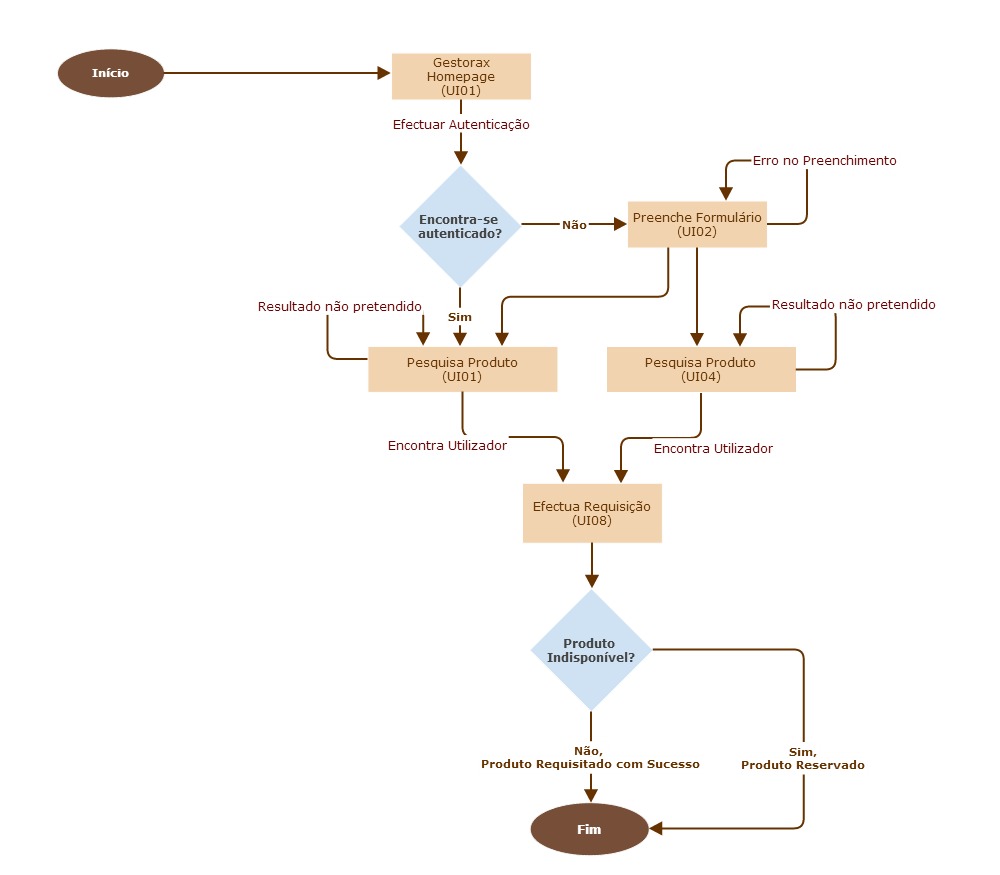 Início
Gestorax
Homepage
(UI01)
Efectuar Autenticação
Encontra-se
autenticado?
Não
Preenche Formulário
(UI02)
Erro no Preenchimento
Sim
Resultado não pretendido
Resultado não pretendido
Pesquisa Produto
(UI01)
Pesquisa Produto
(UI04)
Encontra Utilizador
Encontra Utilizador
Efectua Requisição
(UI08)
Produto
Indisponível?
Não,
Produto Requisitado com Sucesso
Sim,
Produto Reservado
Fim